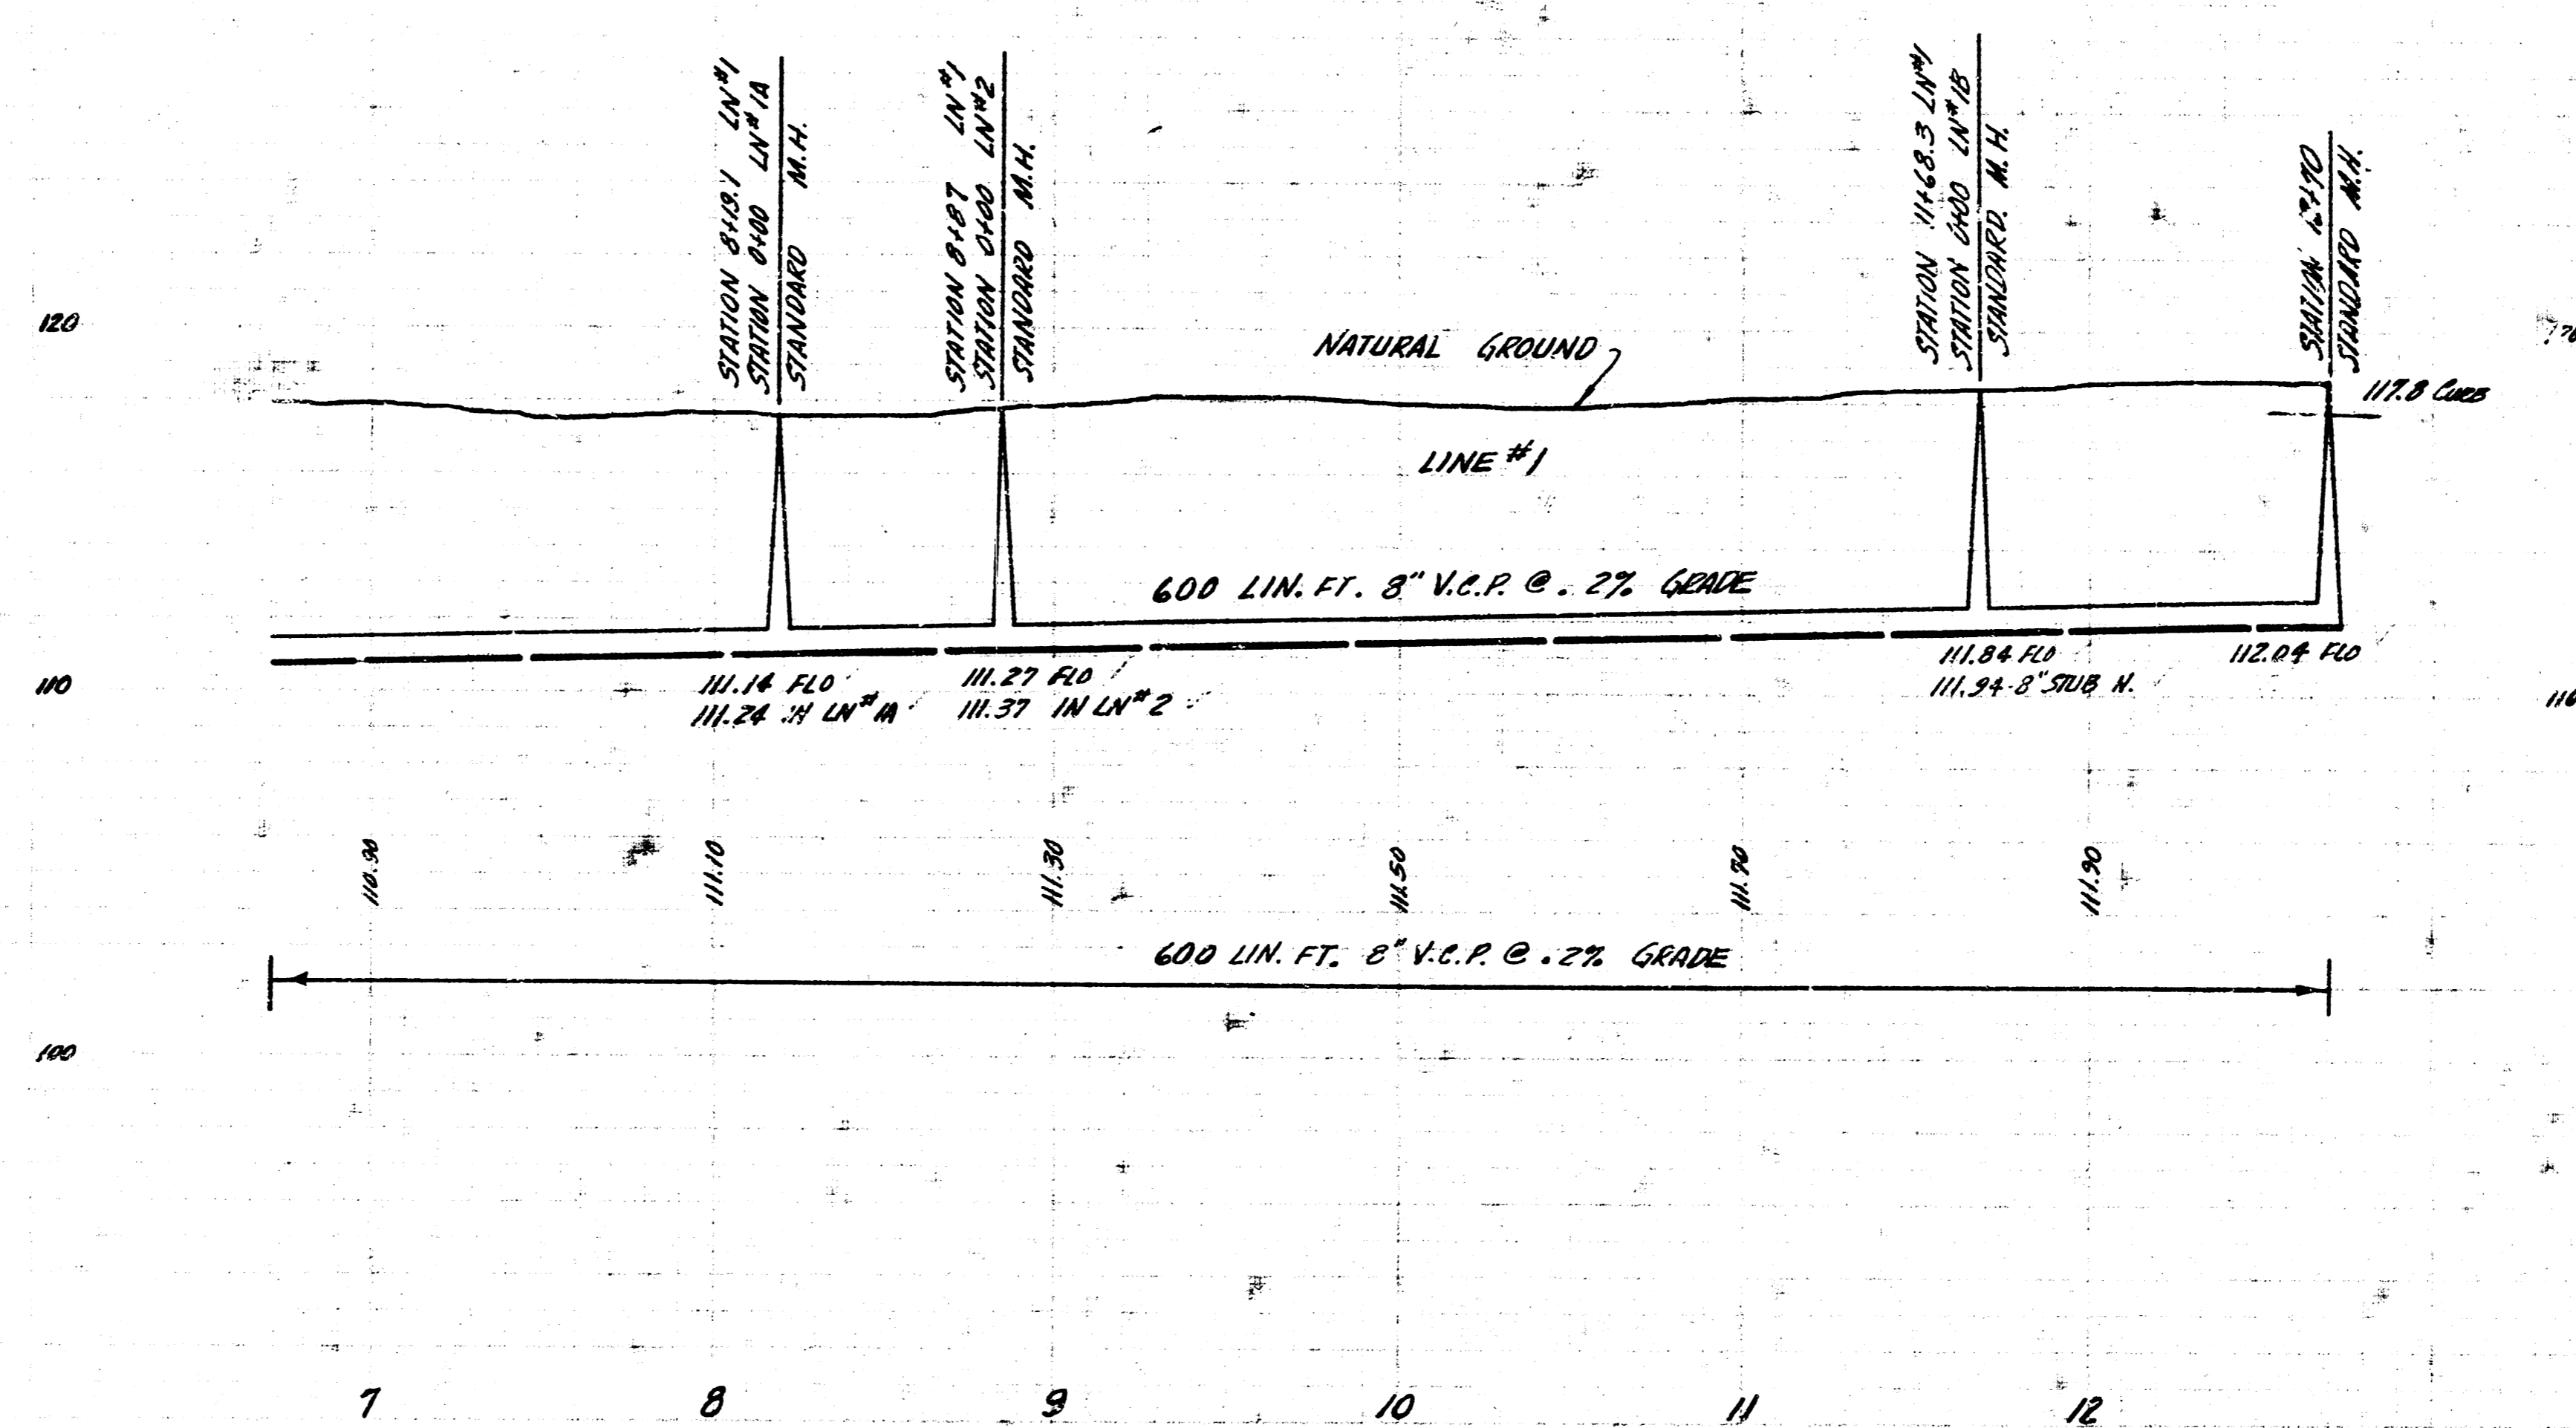 STATION 8+19.1 LN#1
STATION 0+00 LN#1A
STANDARD M.H.
STATION 8+87 LN#1
STATION 0+00 LN#2
STANDARD M.H.
STATION 11+68.3 LN#1
STATION 0+00 LN#1B
STANDARD. M.H.
STATION 12+70
STANDARD M.H.
120
NATURAL GROUND
117.8 CURB
LINE #1
600 LIN. FT. 8" V.C.P. @ .2% GRADE
110
111.14 FLO
111.24 IN LN#1A
111.27 FLO
111.37 IN LN#2
111.84 FLO
111.94-8" STUB N.
112.04 FLO
110.90
111.10
111.30
111.50
111.70
111.90
600 LIN. FT. 8" V.C.P. @ .2% GRADE
100
7 8 9 10 11 12